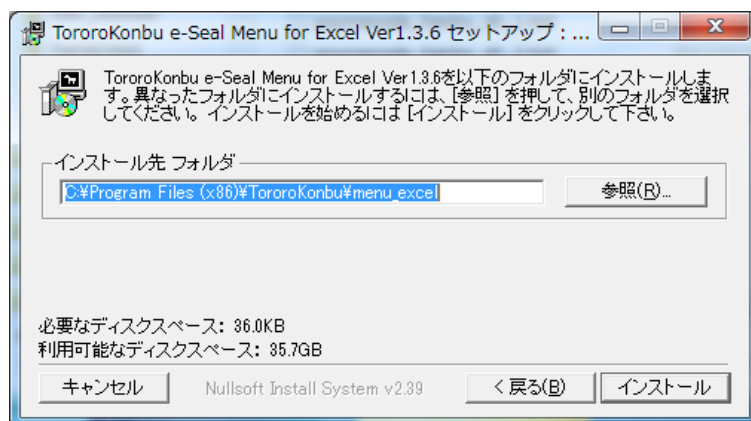 TororoKonbu e-Seal Menu for Excel Ver1.3.6 セットアップ : ...
TororoKonbu e-Seal Menu for Excel Ver1.3.6を以下のフォルダにインストールしま
す。異なったフォルダにインストールするには、[参照] を押して、別のフォルダを選択
してください。インストールを始めるには [インストール] をクリックして下さい。
インストール先 フォルダ
C:¥Program Files (x86)¥TororoKonbu¥menu_excel
参照(R)...
必要なディスクスペース: 36.0KB
利用可能なディスクスペース: 35.7GB
キャンセル
Nullsoft Install System v2.39
< 戻る(B)
インストール